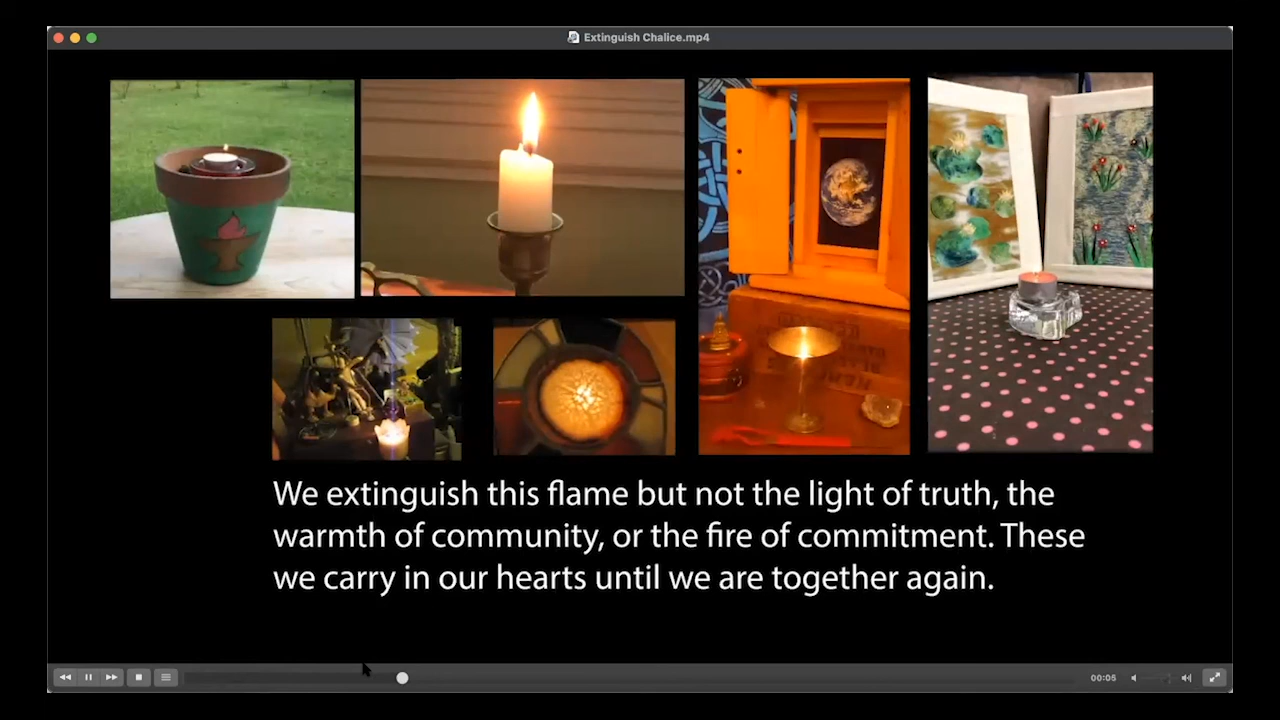 Extinguish Chalice.mp4
We extinguish this flame but not the light of truth, the
warmth of community, or the fire of commitment. These
we carry in our hearts until we are together again.
00:05